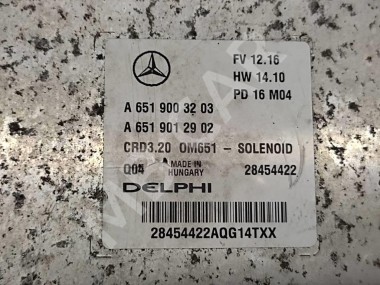 FV 12.16
HW 14.10
PD 16 M04
A 651 900 32 03
A 651 901 29 02
CRD3.20 OM651 - SOLENOID
Q04 MADE IN HUNGARY 28454422
DELPHI
28454422AQG14TXX